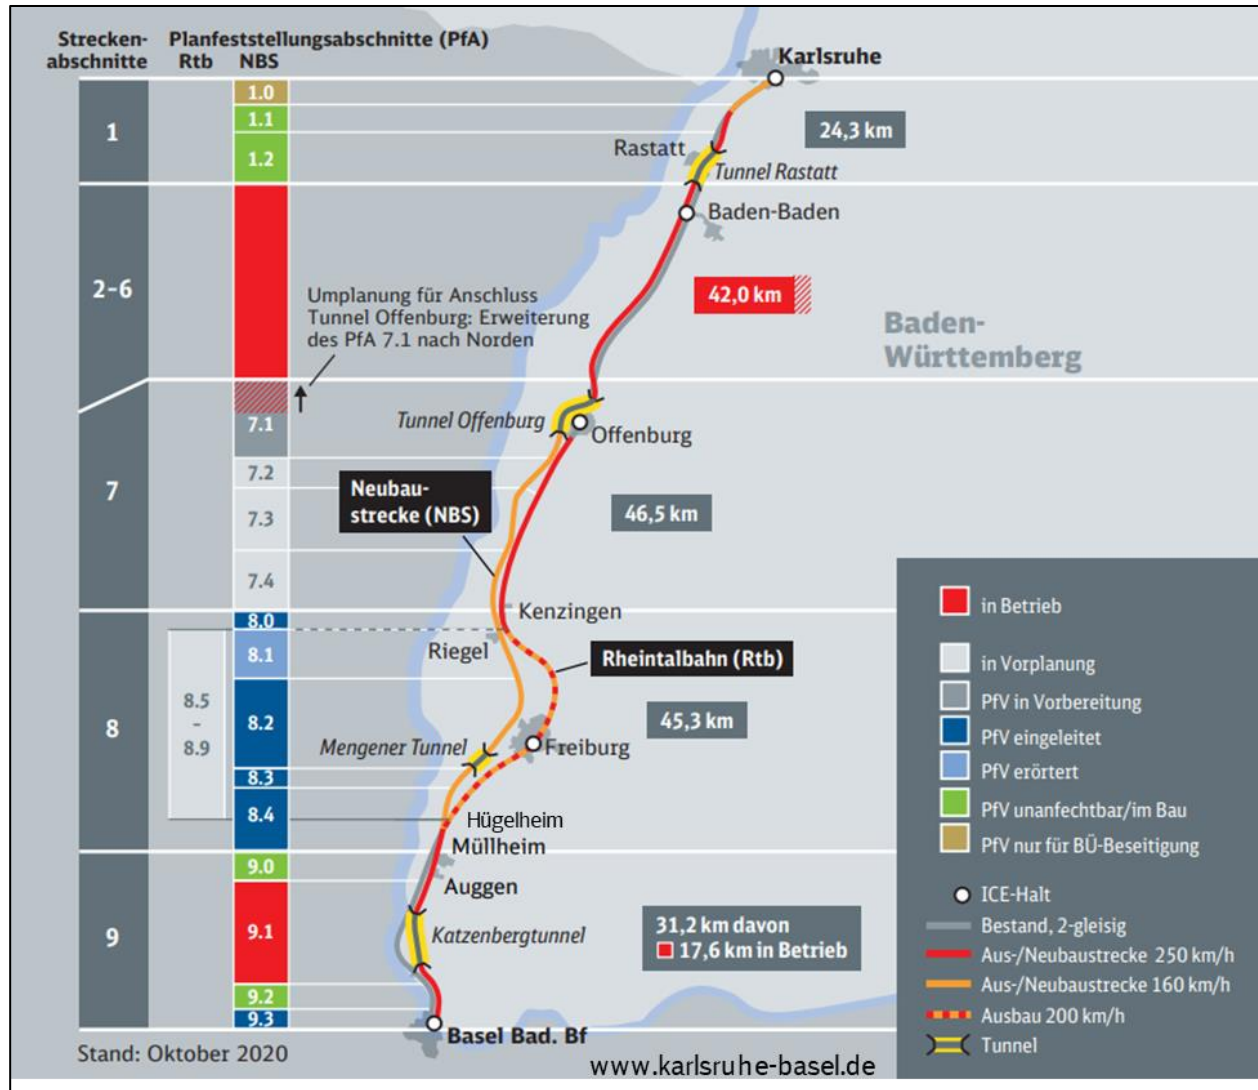 Strecken-
abschnitte
Planfeststellungsabschnitte (PfA)
Rtb
NBS
1
2–6
7
8
9
8.5
–
8.9
1.0
1.1
1.2
7.1
7.2
7.3
7.4
8.0
8.1
8.2
8.3
8.4
9.0
9.1
9.2
9.3
Umplanung für Anschluss
Tunnel Offenburg: Erweiterung
des PfA 7.1 nach Norden
Karlsruhe
24,3 km
Rastatt
Tunnel Rastatt
Baden-Baden
42,0 km
Baden-
Württemberg
Tunnel Offenburg
Offenburg
Neubau-
strecke (NBS)
46,5 km
Kenzingen
Riegel
Rheintalbahn (Rtb)
45,3 km
Mengener Tunnel
Freiburg
Hügelheim
Müllheim
Auggen
Katzenbergtunnel
31,2 km davon
17,6 km in Betrieb
Basel Bad. Bf
in Betrieb
in Vorplanung
PfV in Vorbereitung
PfV eingeleitet
PfV erörtert
PfV unanfechtbar/im Bau
PfV nur für BÜ-Beseitigung
ICE-Halt
Bestand, 2-gleisig
Aus-/Neubaustrecke 250 km/h
Aus-/Neubaustrecke 160 km/h
Ausbau 200 km/h
Tunnel
Stand: Oktober 2020
www.karlsruhe-basel.de